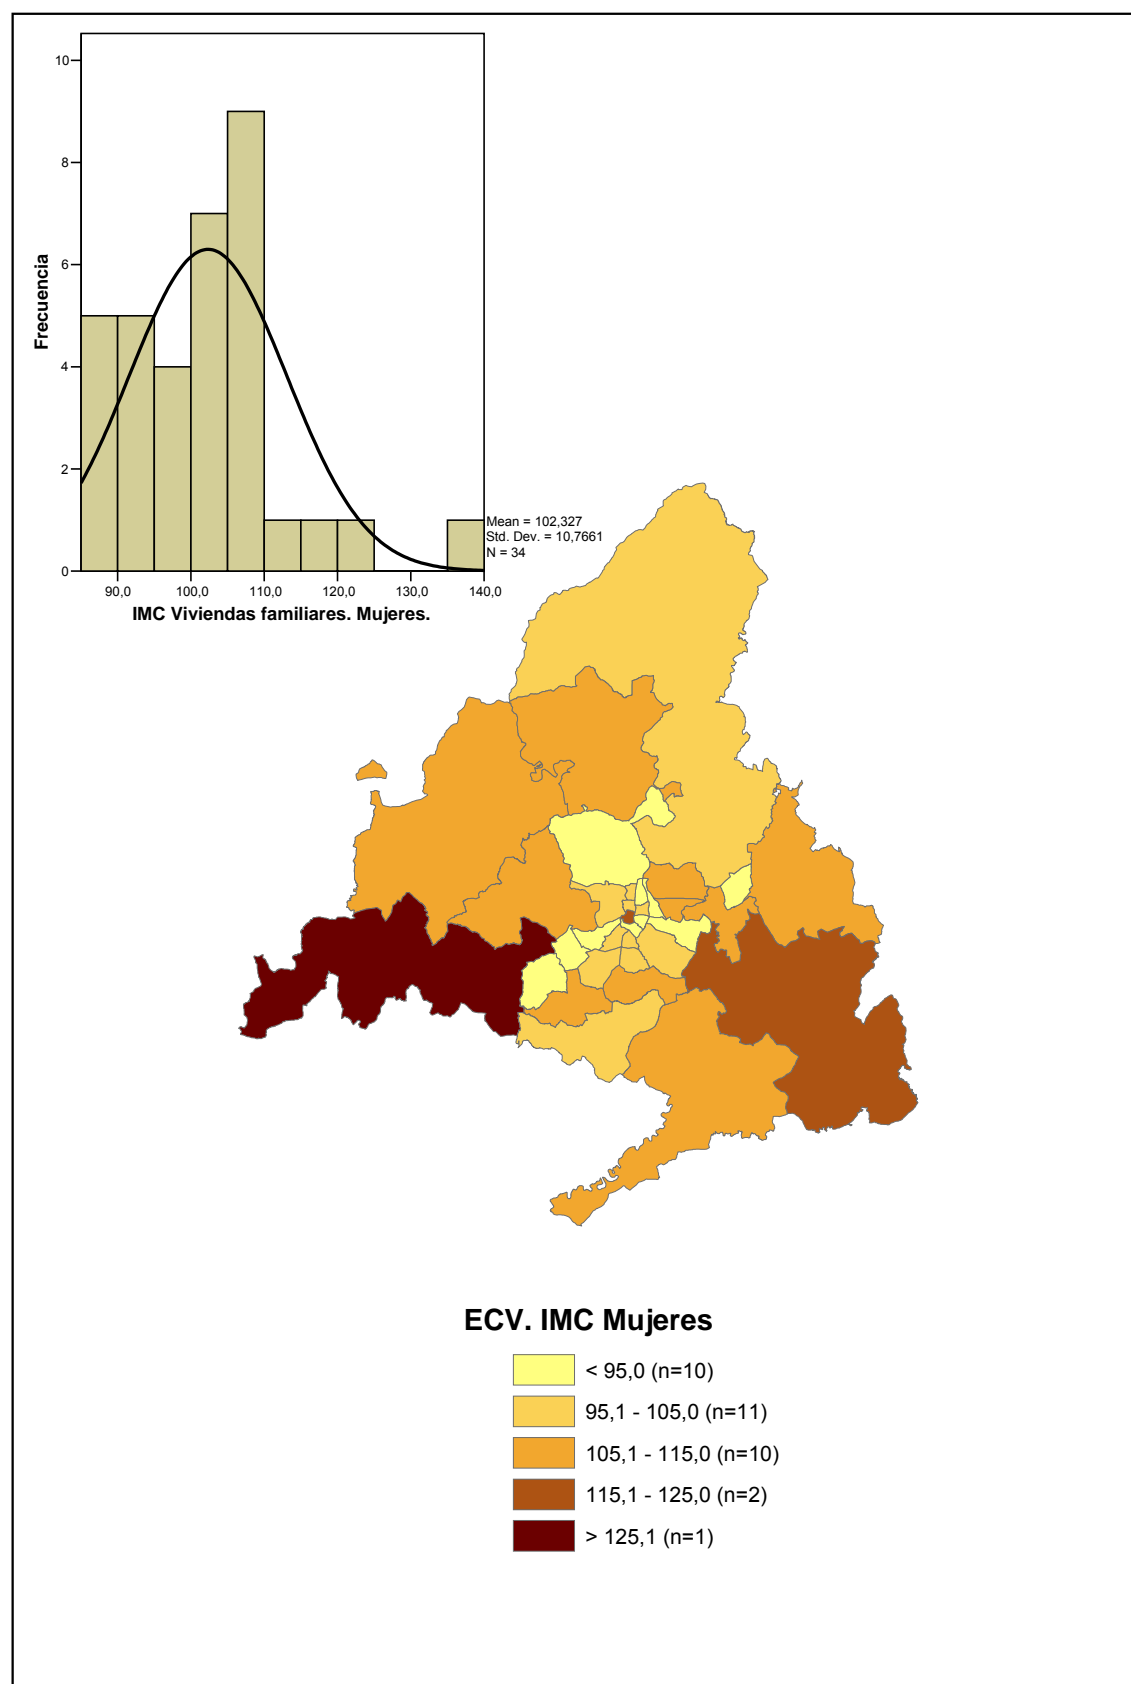 10
8
6
4
2
0
Frecuencia
90,0
100,0
110,0
120,0
130,0
140,0
IMC Viviendas familiares. Mujeres.
Mean = 102,327
Std. Dev. = 10,7661
N = 34
ECV. IMC Mujeres
< 95,0 (n=10)
95,1 - 105,0 (n=11)
105,1 - 115,0 (n=10)
115,1 - 125,0 (n=2)
> 125,1 (n=1)